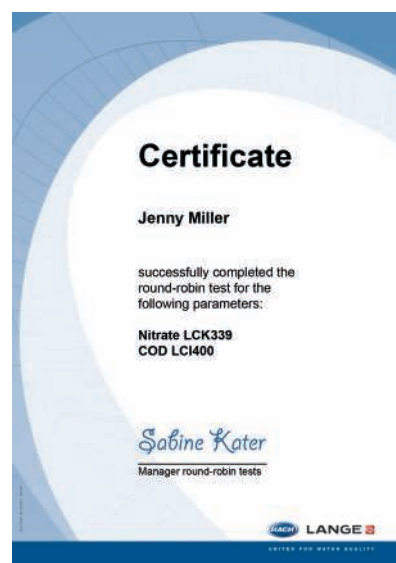 Certificate
Jenny Miller
successfully completed the
round-robin test for the
following parameters:
Nitrate LCK339
COD LCI400
Sabine Kater
Manager round-robin tests
HACH LANGE
UNITED FOR WATER QUALITY